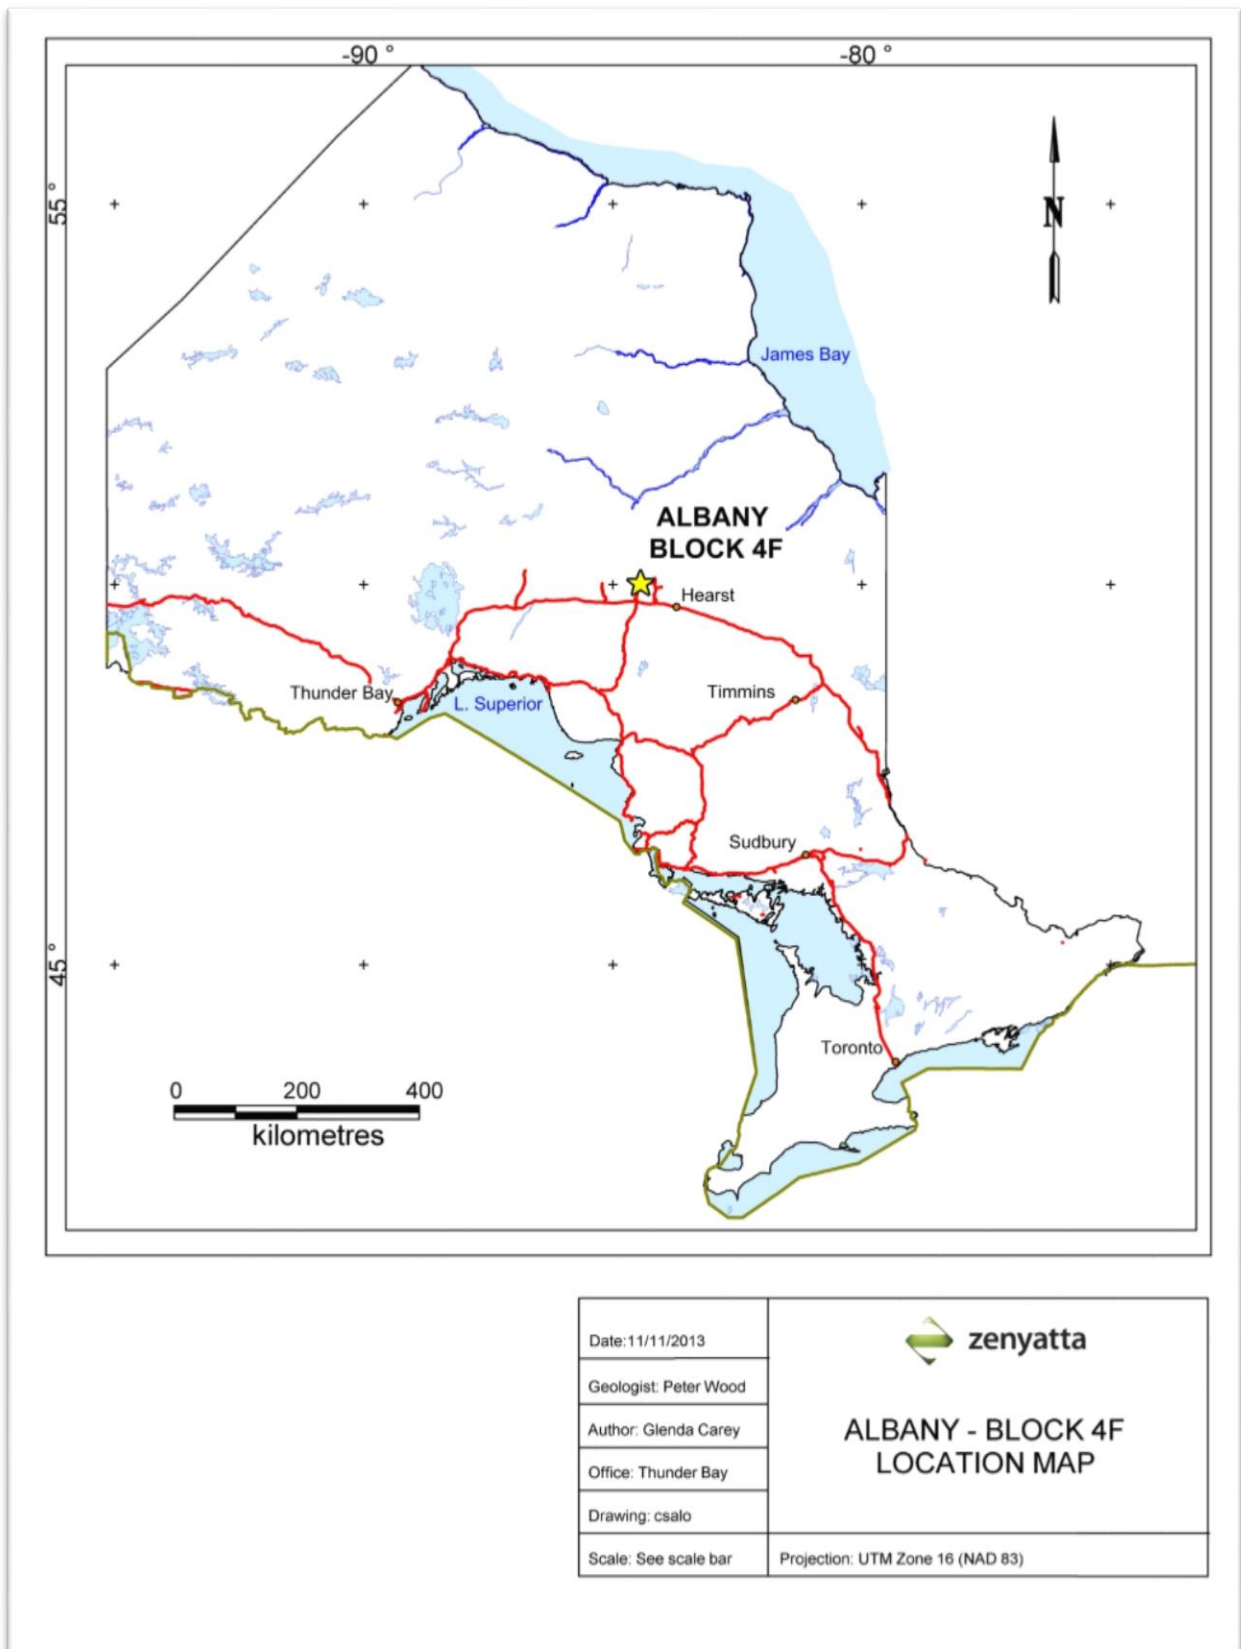 -90 °
-80 °
55 °
N
James Bay
ALBANY
BLOCK 4F
Hearst
Thunder Bay
L. Superior
Timmins
Sudbury
45 °
Toronto
0 200 400
kilometres
Date:11/11/2013
zenyatta
Geologist: Peter Wood
Author: Glenda Carey
ALBANY - BLOCK 4F
LOCATION MAP
Office: Thunder Bay
Drawing: csalo
Scale: See scale bar
Projection: UTM Zone 16 (NAD 83)